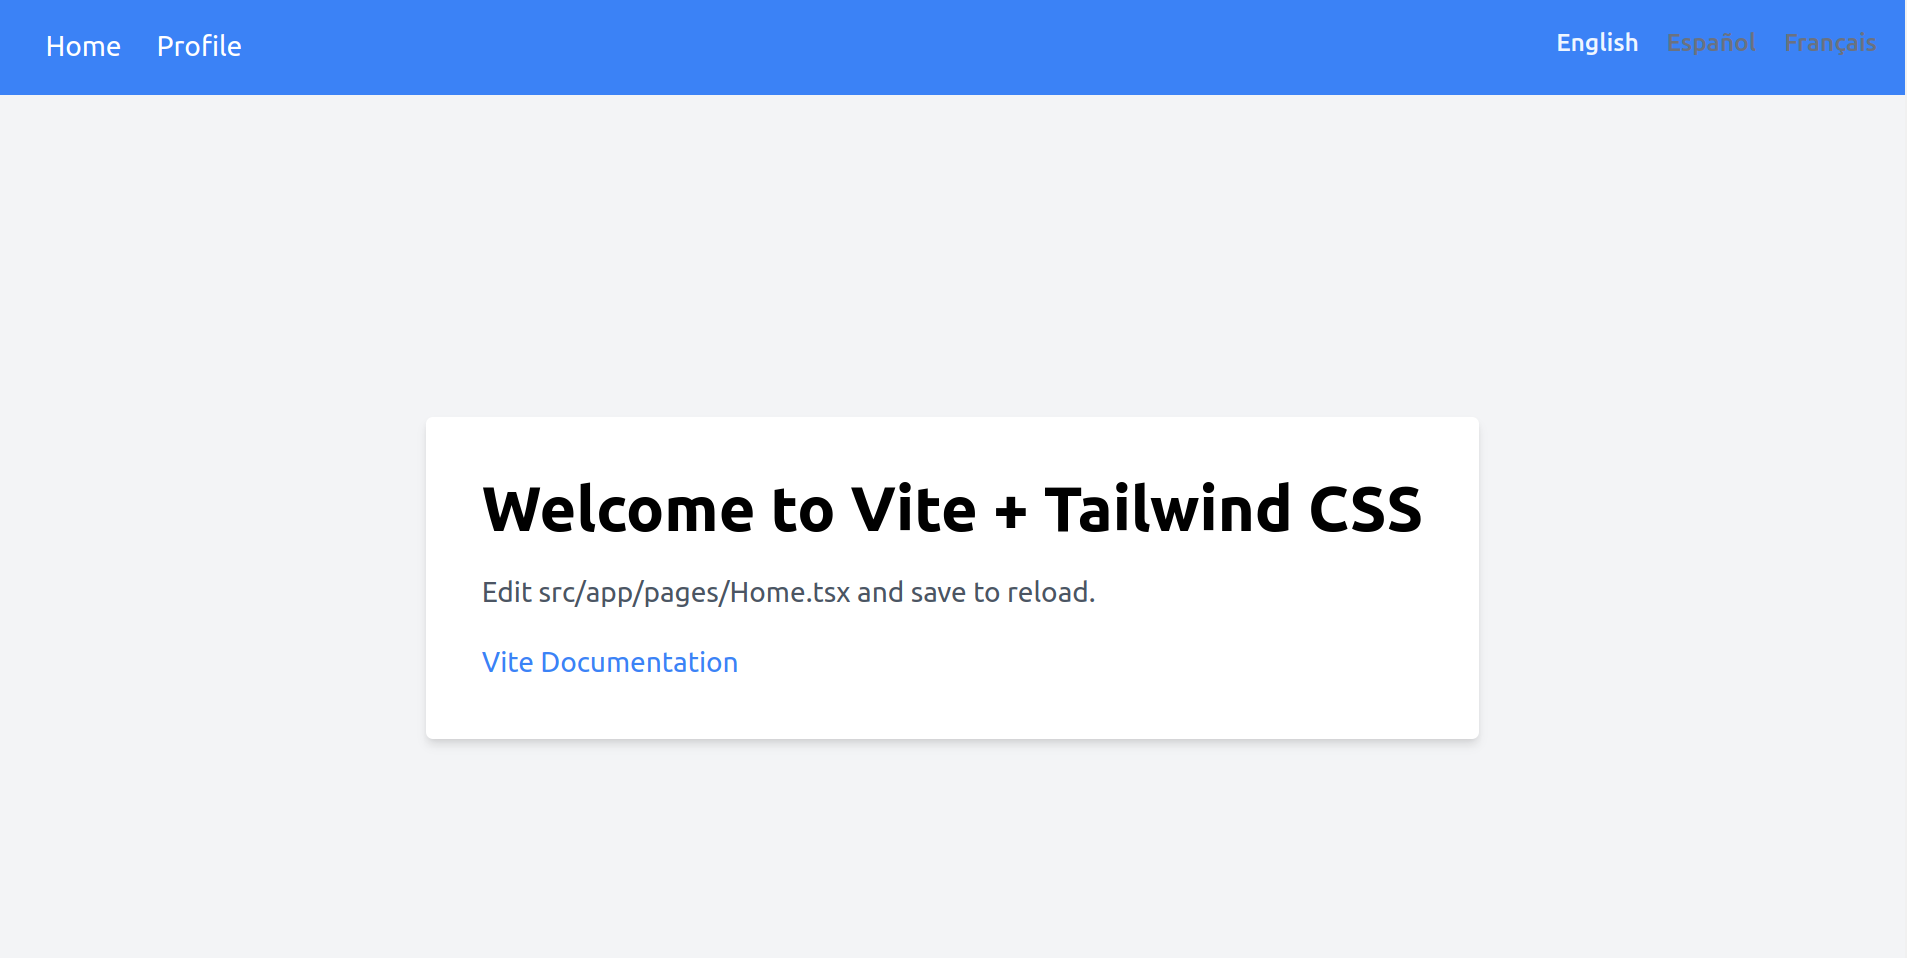 Home Profile English Español Français
Welcome to Vite + Tailwind CSS
Edit src/app/pages/Home.tsx and save to reload.
Vite Documentation